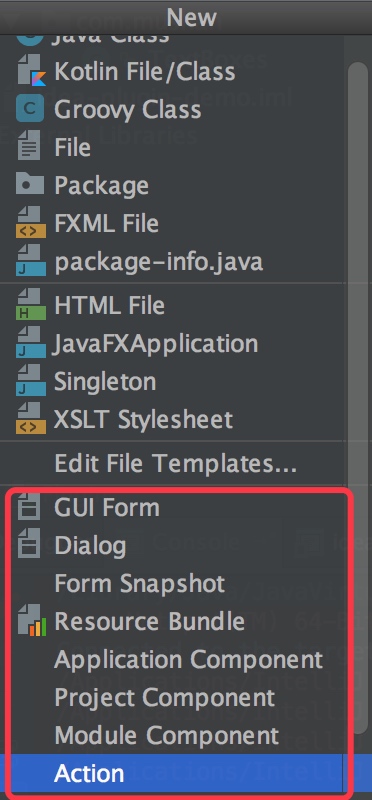 New
Java Class
Kotlin File/Class
C
Groovy Class
File
Package
<> FXML File
J package-info.java
H HTML File
J JavaFXApplication
J Singleton
<> XSLT Stylesheet
Edit File Templates...
GUI Form
Dialog
Form Snapshot
Resource Bundle
Application Component
Project Component
Module Component
Action